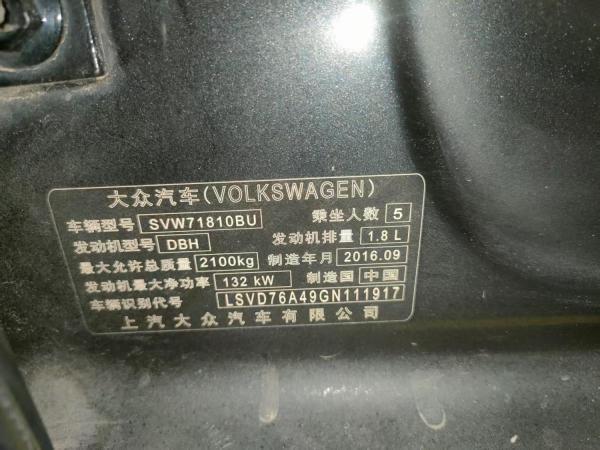 大众汽车(VOLKSWAGEN)
车辆型号 SVW71810BU 乘坐人数 5
发动机型号 DBH 发动机排量 1.8 L
最大允许总质量 2100kg 制造年月 2016.09
发动机最大净功率 132 kW 制造国 中国
车辆识别代号 LSVD76A49GN111917
上汽大众汽车有限公司